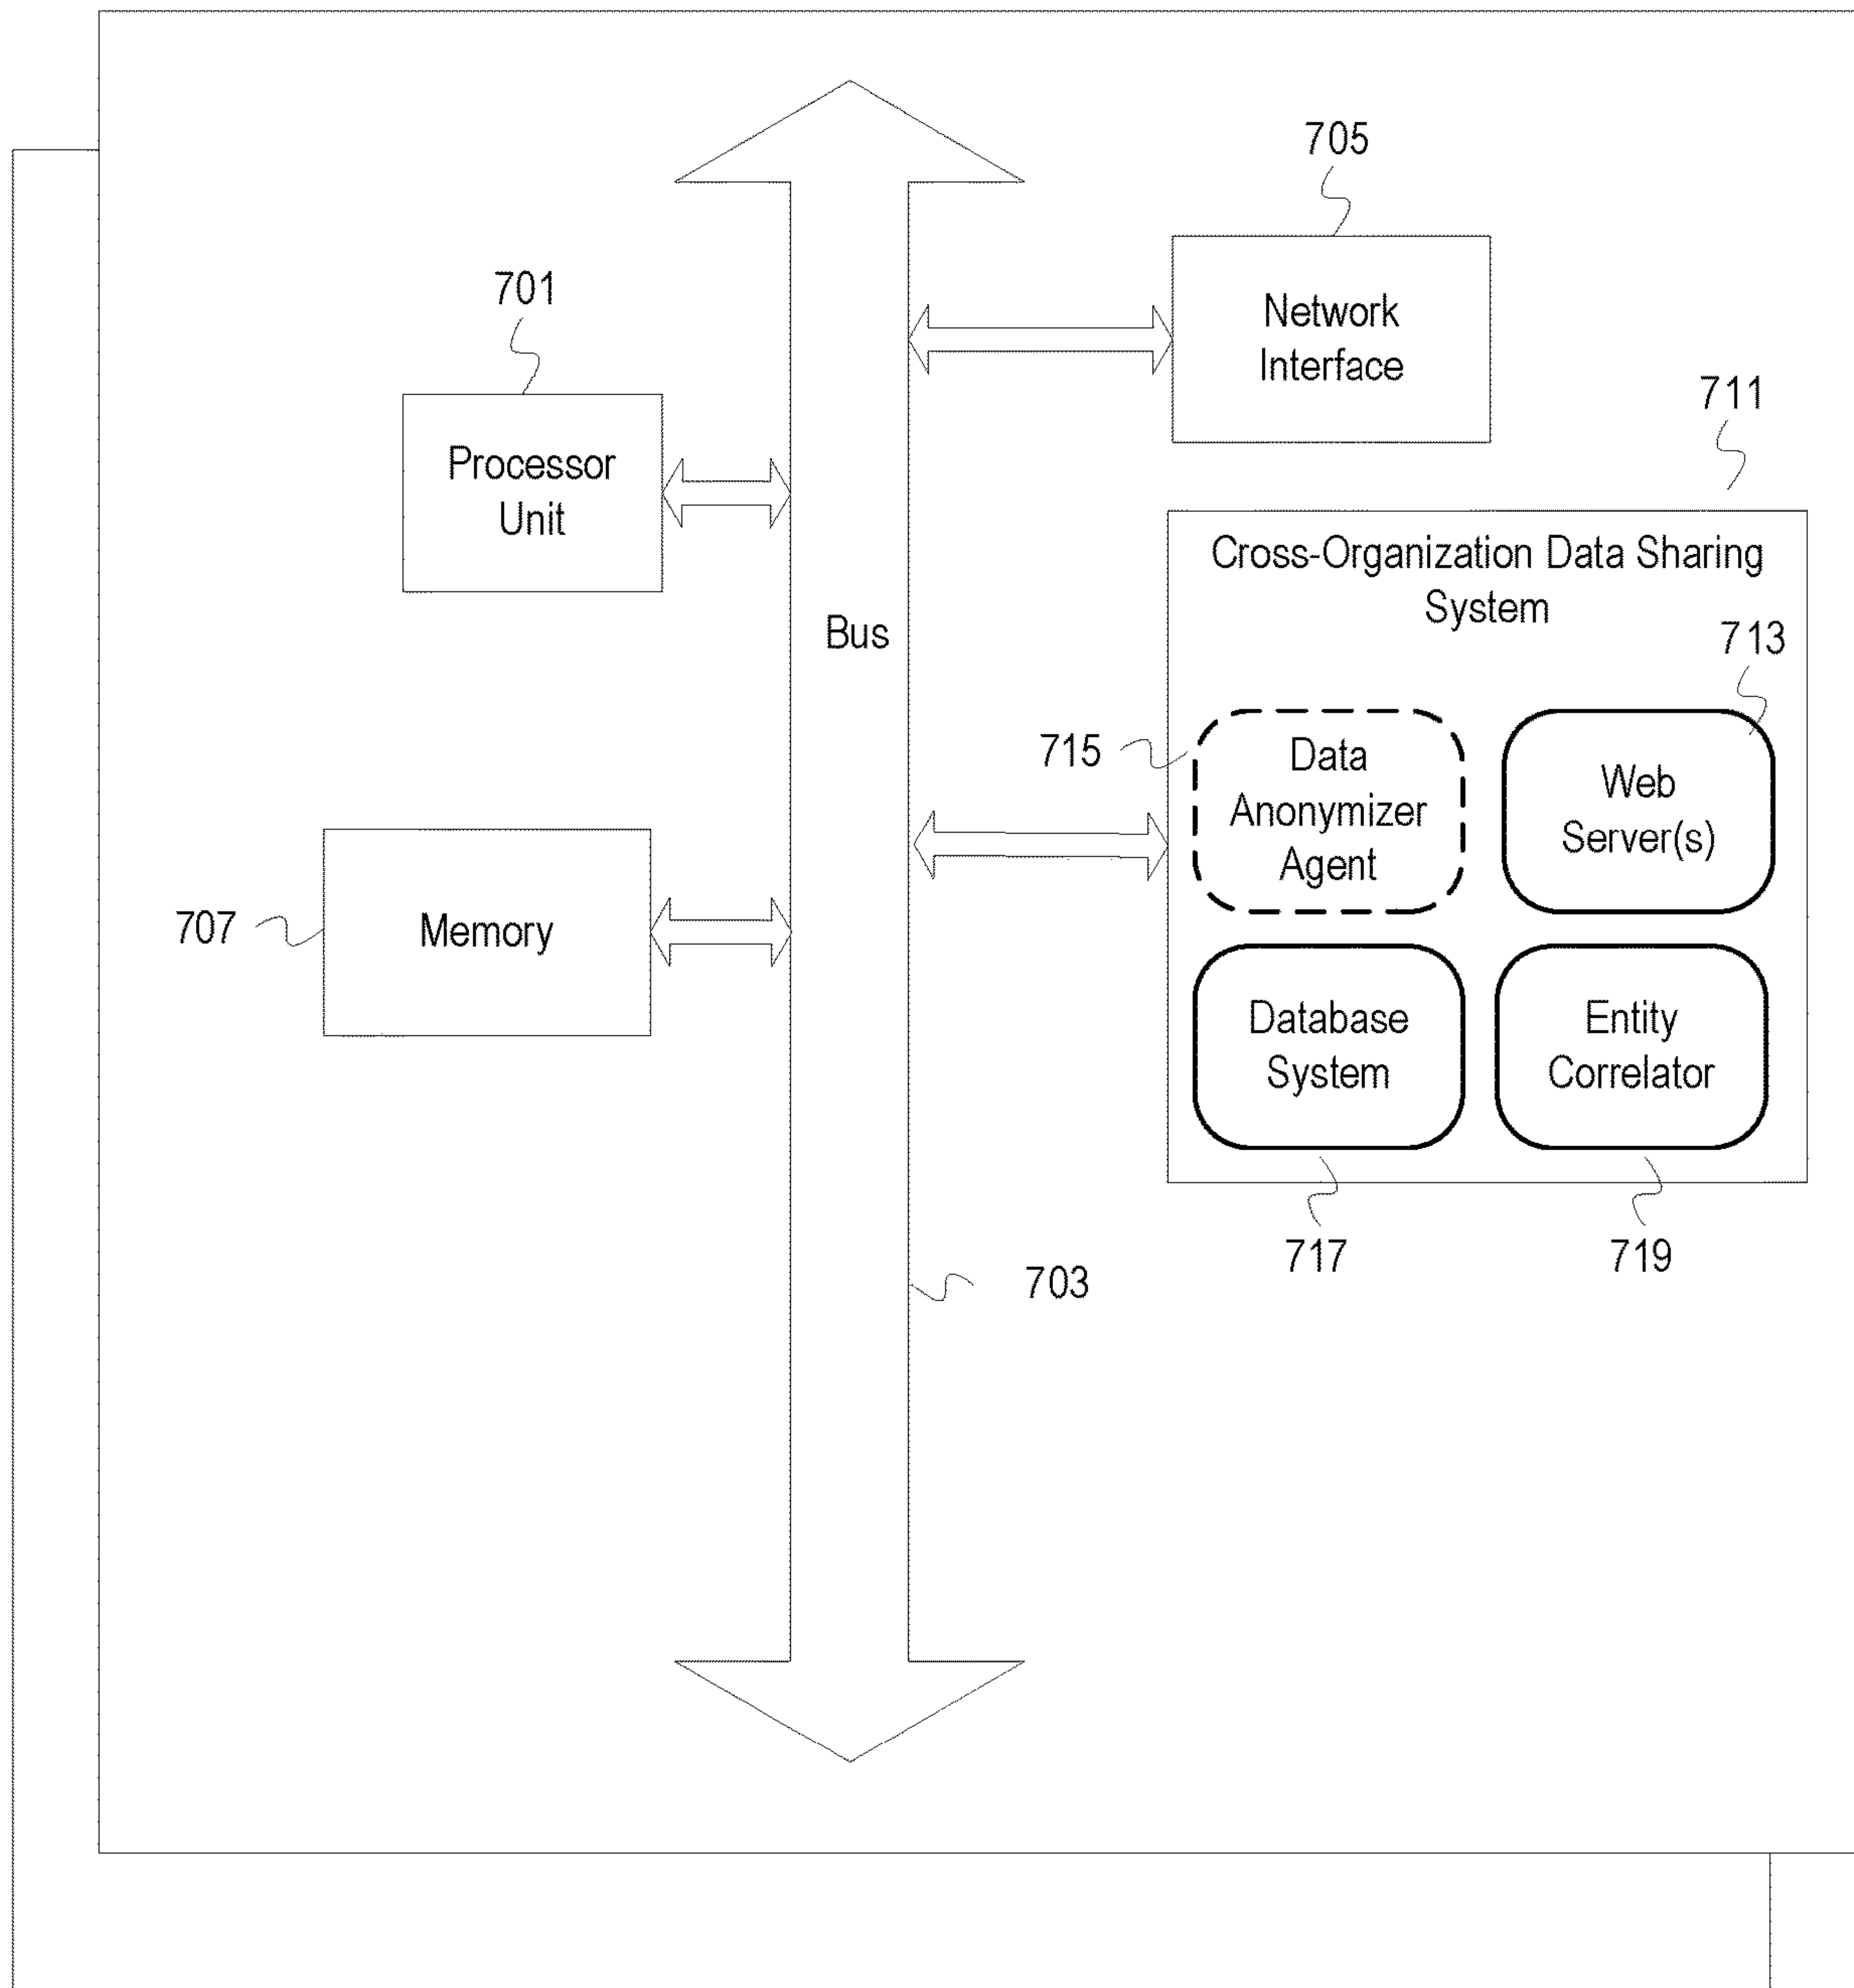 705
Network
Interface
701
Processor
Unit
711
Cross-Organization Data Sharing
System
Bus
713
715
Data
Anonymizer
Agent
Web
Server(s)
707
Memory
Database
System
Entity
Correlator
717
719
703